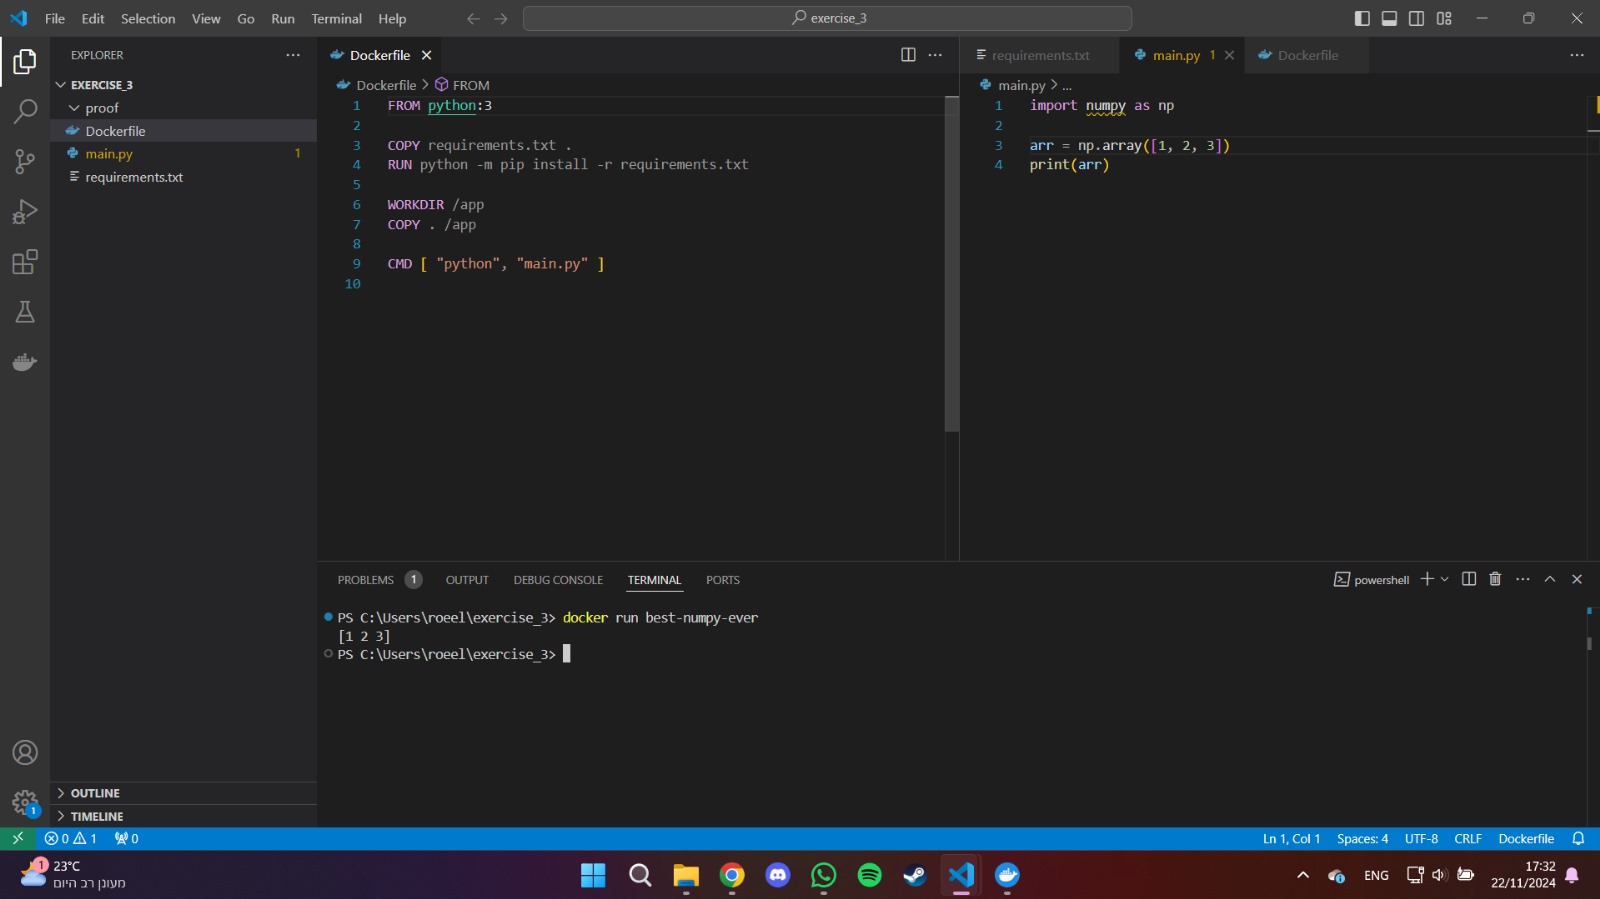 File Edit Selection View Go Run Terminal Help
exercise_3
EXPLORER
EXERCISE_3
proof
Dockerfile
main.py 1
requirements.txt
OUTLINE
TIMELINE
Dockerfile
Dockerfile > FROM
1 FROM python:3
2
3 COPY requirements.txt .
4 RUN python -m pip install -r requirements.txt
5
6 WORKDIR /app
7 COPY . /app
8
9 CMD [ "python", "main.py" ]
10
requirements.txt main.py 1 Dockerfile
main.py > ...
1 import numpy as np
2
3 arr = np.array([1, 2, 3])
4 print(arr)
PROBLEMS 1 OUTPUT DEBUG CONSOLE TERMINAL PORTS
powershell
PS C:\Users\roeel\exercise_3> docker run best-numpy-ever
[1 2 3]
PS C:\Users\roeel\exercise_3>
1
0 1 0
Ln 1, Col 1 Spaces: 4 UTF-8 CRLF Dockerfile
1
23°C
מעונן רב היום
ENG
17:32
22/11/2024